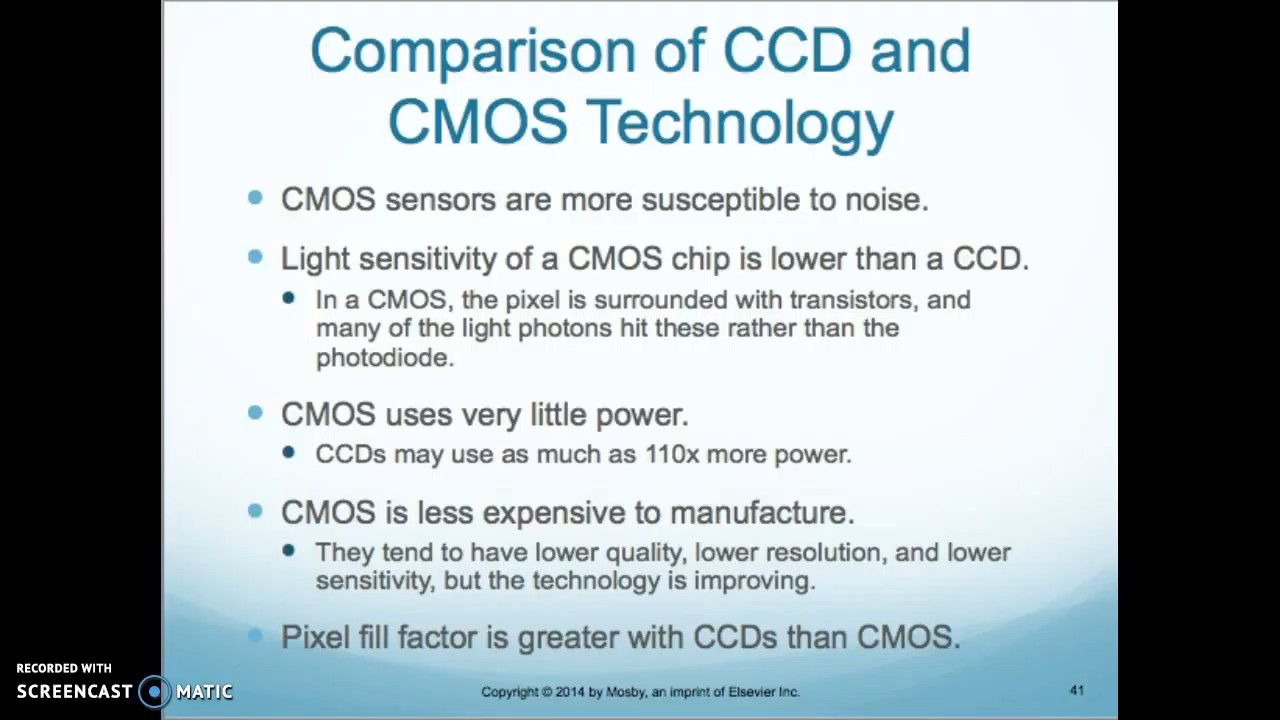 Comparison of CCD and
CMOS Technology
CMOS sensors are more susceptible to noise.
Light sensitivity of a CMOS chip is lower than a CCD.
In a CMOS, the pixel is surrounded with transistors, and
many of the light photons hit these rather than the
photodiode.
CMOS uses very little power.
CCDs may use as much as 110x more power.
CMOS is less expensive to manufacture.
They tend to have lower quality, lower resolution, and lower
sensitivity, but the technology is improving.
Pixel fill factor is greater with CCDs than CMOS.
RECORDED WITH
SCREENCAST MATIC
Copyright © 2014 by Mosby, an imprint of Elsevier Inc.
41